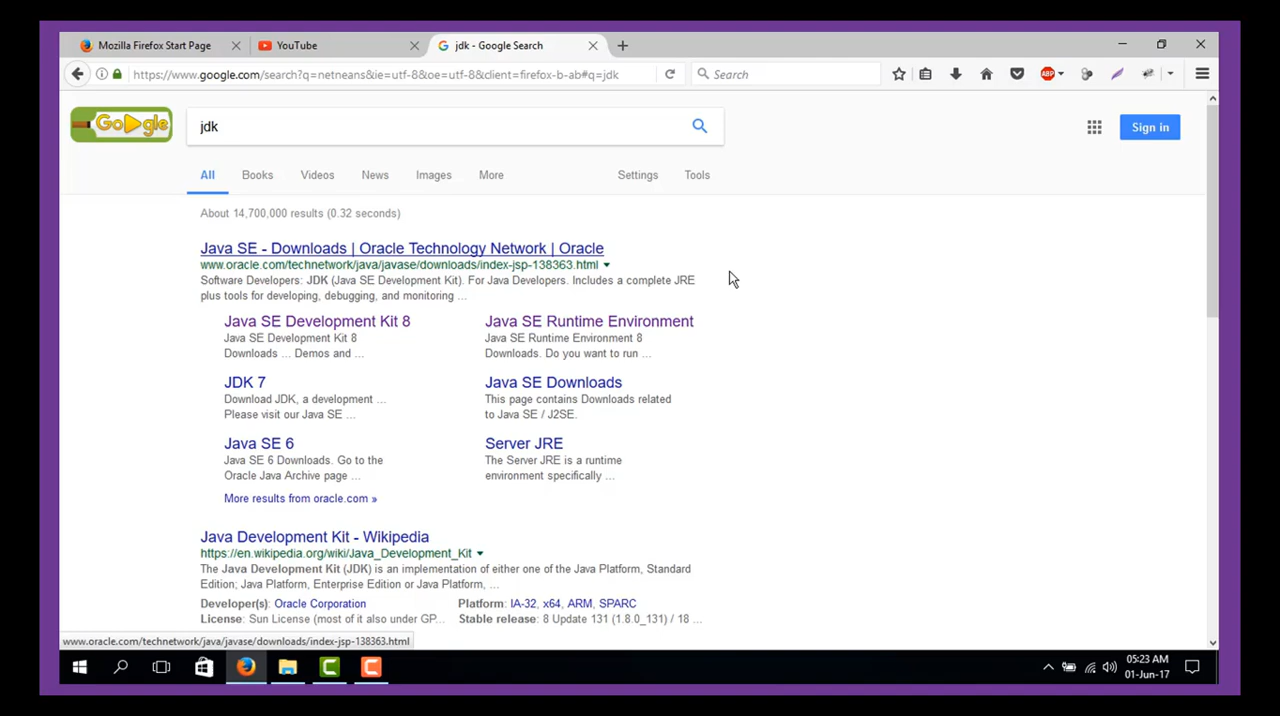 Mozilla Firefox Start Page
YouTube
jdk - Google Search
https://www.google.com/search?q=netneans&ie=utf-8&oe=utf-8&client=firefox-b-ab#q=jdk
Search
ABP
Google
jdk
Sign in
All
Books
Videos
News
Images
More
Settings
Tools
About 14,700,000 results (0.32 seconds)
Java SE - Downloads | Oracle Technology Network | Oracle
www.oracle.com/technetwork/java/javase/downloads/index-jsp-138363.html
Software Developers: JDK (Java SE Development Kit). For Java Developers. Includes a complete JRE
plus tools for developing, debugging, and monitoring ...
Java SE Development Kit 8
Java SE Development Kit 8
Downloads ... Demos and ...
Java SE Runtime Environment
Java SE Runtime Environment 8
Downloads. Do you want to run ...
JDK 7
Download JDK, a development ...
Please visit our Java SE ...
Java SE Downloads
This page contains Downloads related
to Java SE / J2SE.
Java SE 6
Java SE 6 Downloads. Go to the
Oracle Java Archive page ...
Server JRE
The Server JRE is a runtime
environment specifically ...
More results from oracle.com »
Java Development Kit - Wikipedia
https://en.wikipedia.org/wiki/Java_Development_Kit
The Java Development Kit (JDK) is an implementation of either one of the Java Platform, Standard
Edition; Java Platform, Enterprise Edition or Java Platform, ...
Developer(s): Oracle Corporation
Platform: IA-32, x64, ARM, SPARC
License: Sun License (most of it also under GP...
Stable release: 8 Update 131 (1.8.0_131) / 18 ...
www.oracle.com/technetwork/java/javase/downloads/index-jsp-138363.html
05:23 AM
01-Jun-17